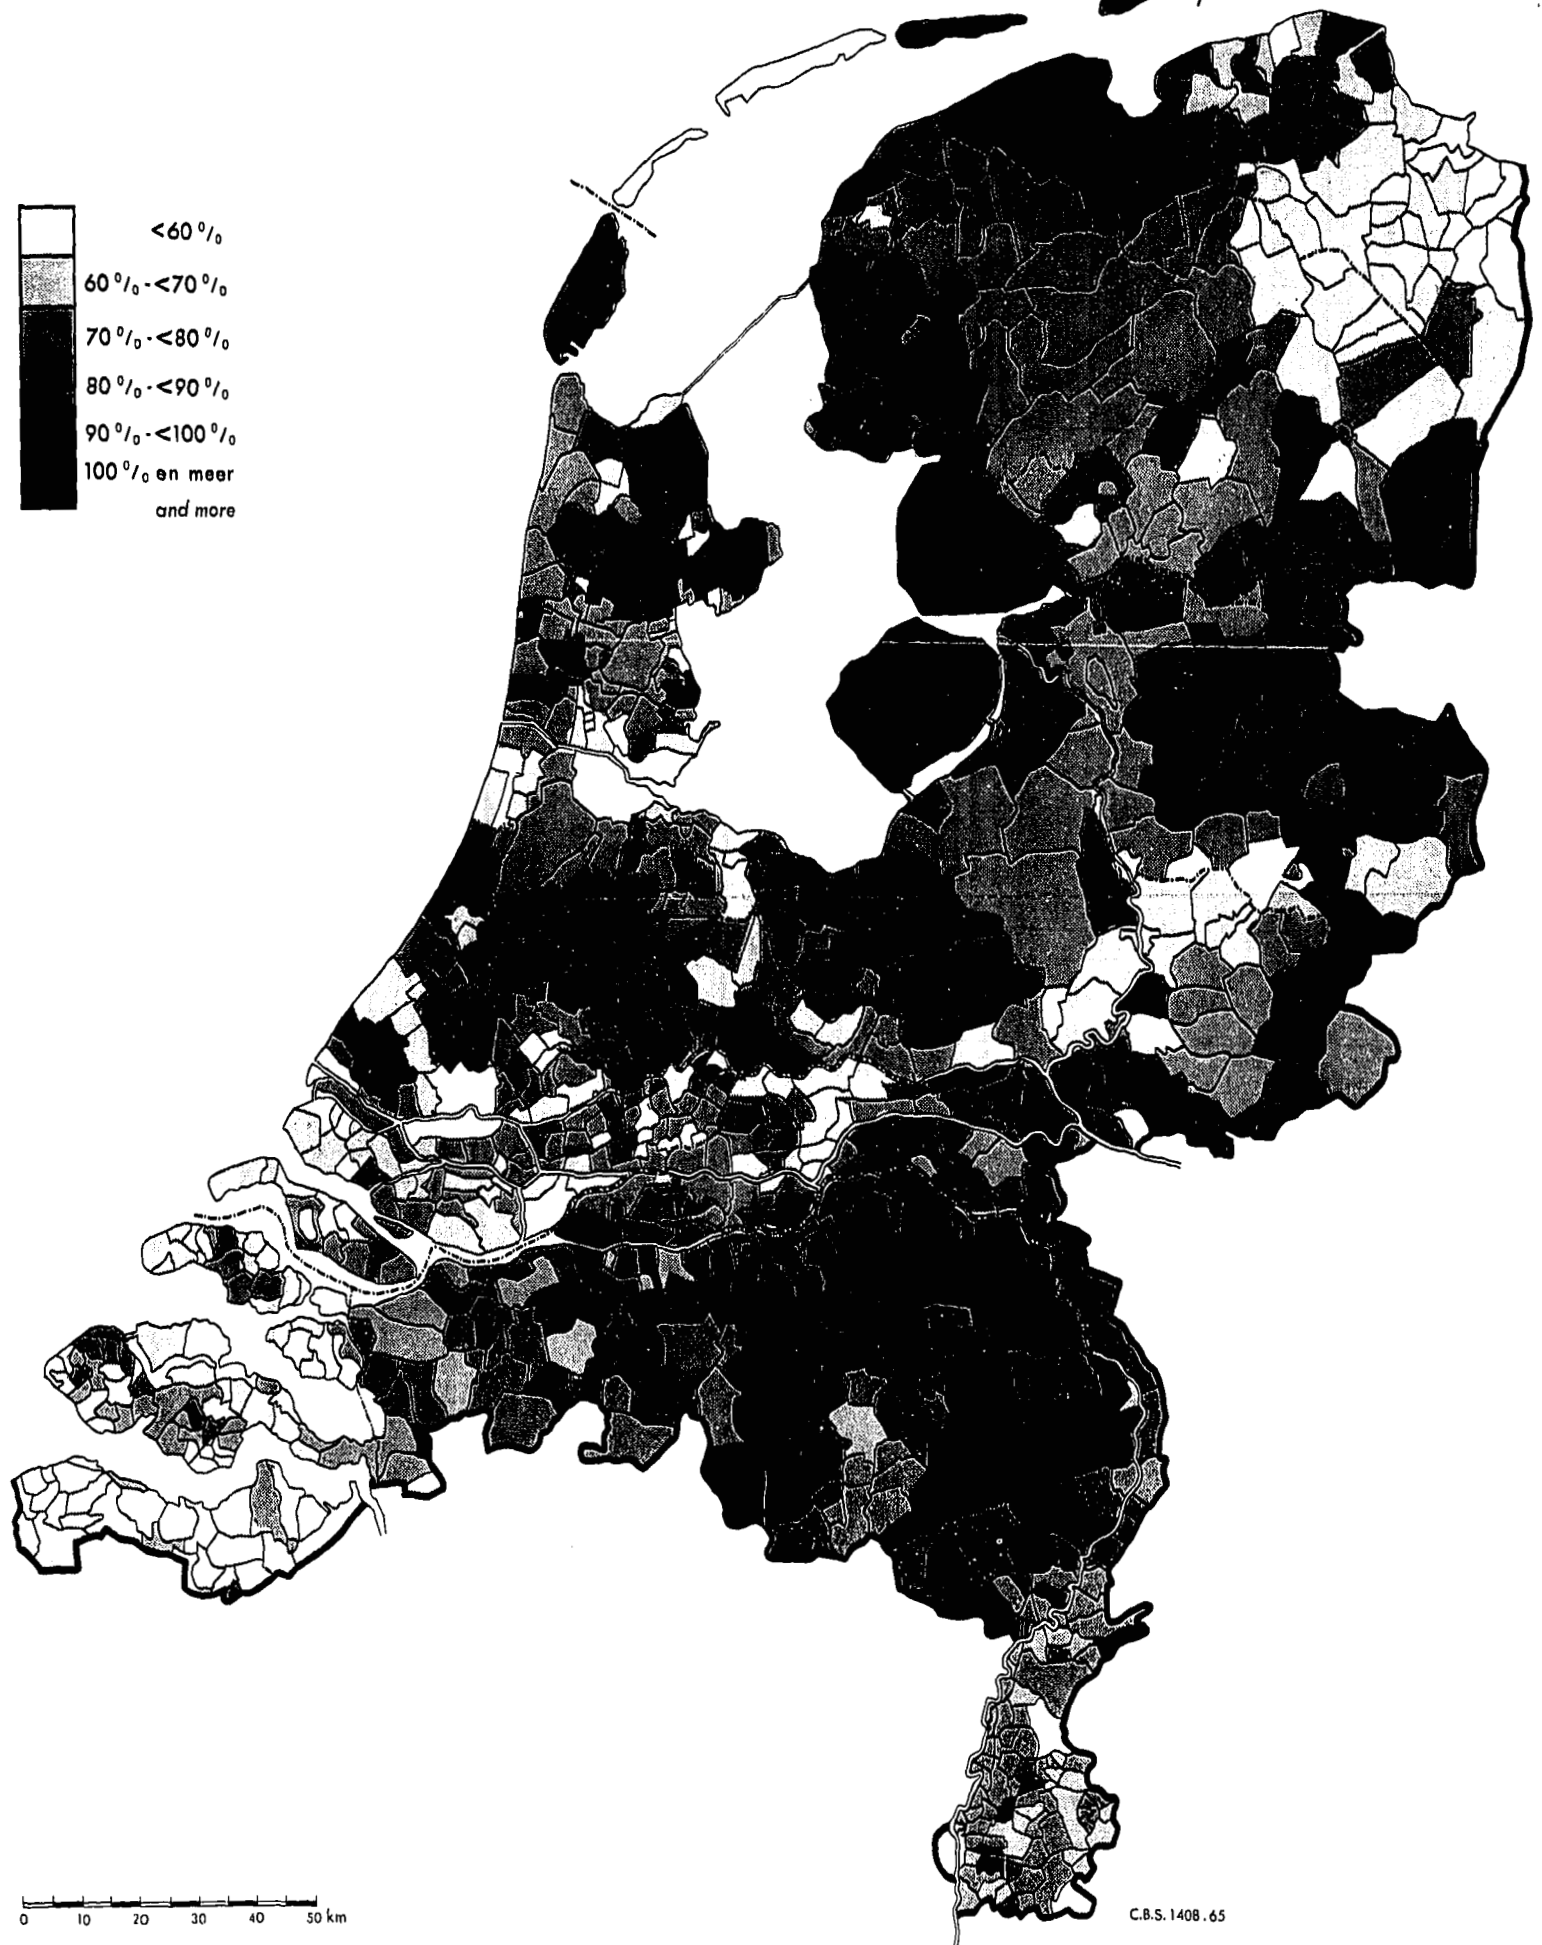 <60 %
60 % - <70 %
70 % - <80 %
80 % - <90 %
90 % - <100 %
100 % en meer
and more
0 10 20 30 40 50 km
C.B.S. 1408.65